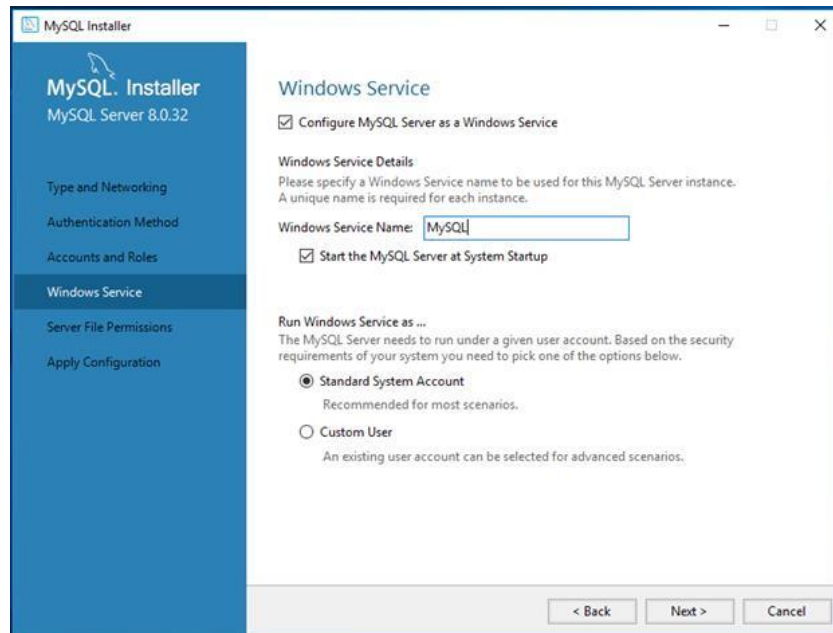 MySQL Installer
MySQL. Installer
MySQL Server 8.0.32
Type and Networking
Authentication Method
Accounts and Roles
Windows Service
Server File Permissions
Apply Configuration
Windows Service
Configure MySQL Server as a Windows Service
Windows Service Details
Please specify a Windows Service name to be used for this MySQL Server instance.
A unique name is required for each instance.
Windows Service Name: MySQL
Start the MySQL Server at System Startup
Run Windows Service as ...
The MySQL Server needs to run under a given user account. Based on the security
requirements of your system you need to pick one of the options below.
Standard System Account
Recommended for most scenarios.
Custom User
An existing user account can be selected for advanced scenarios.
< Back Next > Cancel